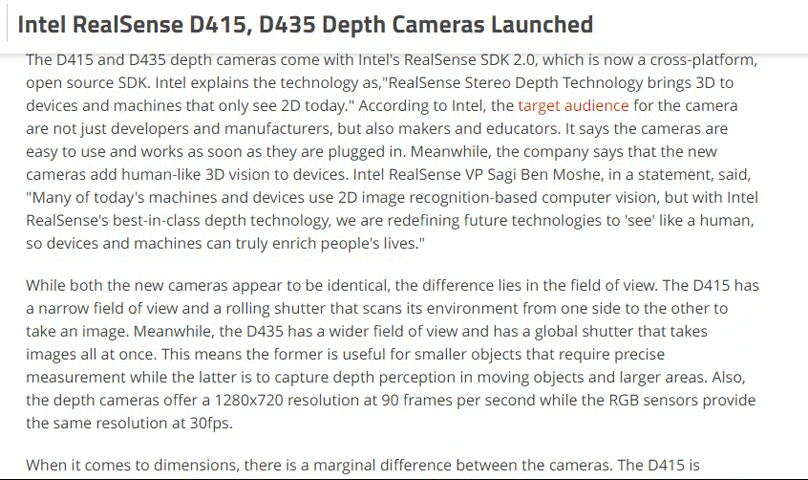 Intel RealSense D415, D435 Depth Cameras Launched
The D415 and D435 depth cameras come with Intel's RealSense SDK 2.0, which is now a cross-platform,
open source SDK. Intel explains the technology as,"RealSense Stereo Depth Technology brings 3D to
devices and machines that only see 2D today." According to Intel, the target audience for the camera
are not just developers and manufacturers, but also makers and educators. It says the cameras are
easy to use and works as soon as they are plugged in. Meanwhile, the company says that the new
cameras add human-like 3D vision to devices. Intel RealSense VP Sagi Ben Moshe, in a statement, said,
"Many of today's machines and devices use 2D image recognition-based computer vision, but with Intel
RealSense's best-in-class depth technology, we are redefining future technologies to 'see' like a human,
so devices and machines can truly enrich people's lives."
While both the new cameras appear to be identical, the difference lies in the field of view. The D415 has
a narrow field of view and a rolling shutter that scans its environment from one side to the other to
take an image. Meanwhile, the D435 has a wider field of view and has a global shutter that takes
images all at once. This means the former is useful for smaller objects that require precise
measurement while the latter is to capture depth perception in moving objects and larger areas. Also,
the depth cameras offer a 1280x720 resolution at 90 frames per second while the RGB sensors provide
the same resolution at 30fps.
When it comes to dimensions, there is a marginal difference between the cameras. The D415 is